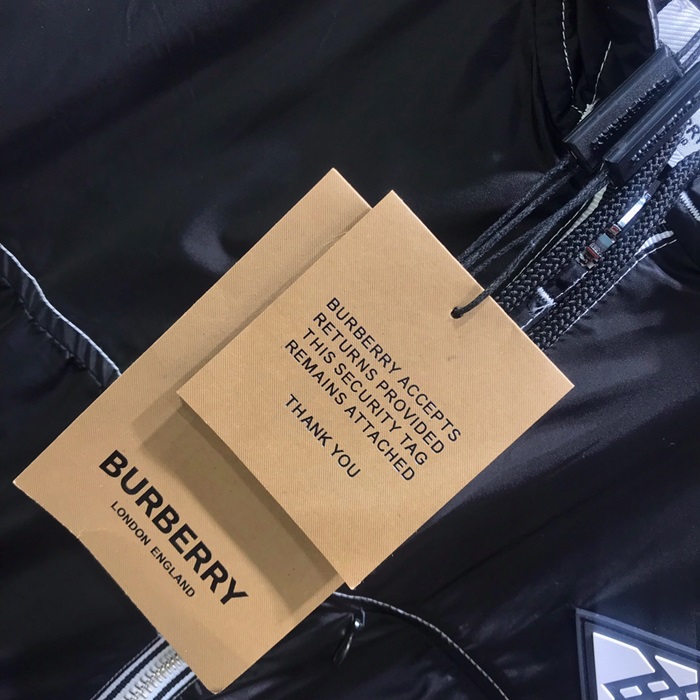 BURBERRY ACCEPTS
RETURNS PROVIDED
THIS SECURITY TAG
REMAINS ATTACHED
THANK YOU
BURBERRY
LONDON ENGLAND